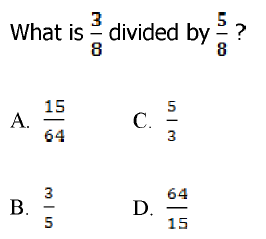 What is 3/8 divided by 5/8 ?
A. 15/64 C. 5/3
B. 3/5 D. 64/15